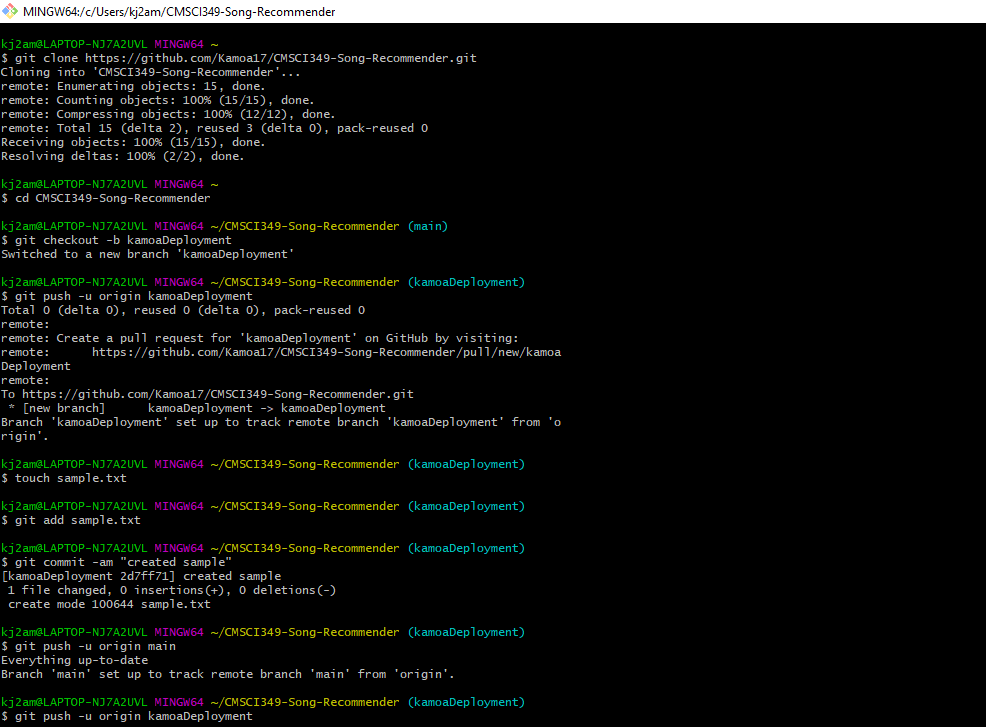 MINGW64:/c/Users/kj2am/CMSCI349-Song-Recommender
kj2am@LAPTOP-NJ7A2UVL MINGW64 ~
$ git clone https://github.com/Kamoa17/CMSCI349-Song-Recommender.git
Cloning into 'CMSCI349-Song-Recommender'...
remote: Enumerating objects: 15, done.
remote: Counting objects: 100% (15/15), done.
remote: Compressing objects: 100% (12/12), done.
remote: Total 15 (delta 2), reused 3 (delta 0), pack-reused 0
Receiving objects: 100% (15/15), done.
Resolving deltas: 100% (2/2), done.
kj2am@LAPTOP-NJ7A2UVL MINGW64 ~
$ cd CMSCI349-Song-Recommender
kj2am@LAPTOP-NJ7A2UVL MINGW64 ~/CMSCI349-Song-Recommender (main)
$ git checkout -b kamoaDeployment
Switched to a new branch 'kamoaDeployment'
kj2am@LAPTOP-NJ7A2UVL MINGW64 ~/CMSCI349-Song-Recommender (kamoaDeployment)
$ git push -u origin kamoaDeployment
Total 0 (delta 0), reused 0 (delta 0), pack-reused 0
remote:
remote: Create a pull request for 'kamoaDeployment' on GitHub by visiting:
remote:      https://github.com/Kamoa17/CMSCI349-Song-Recommender/pull/new/kamoa
Deployment
remote:
To https://github.com/Kamoa17/CMSCI349-Song-Recommender.git
 * [new branch]      kamoaDeployment -> kamoaDeployment
Branch 'kamoaDeployment' set up to track remote branch 'kamoaDeployment' from 'o
rigin'.
kj2am@LAPTOP-NJ7A2UVL MINGW64 ~/CMSCI349-Song-Recommender (kamoaDeployment)
$ touch sample.txt
kj2am@LAPTOP-NJ7A2UVL MINGW64 ~/CMSCI349-Song-Recommender (kamoaDeployment)
$ git add sample.txt
kj2am@LAPTOP-NJ7A2UVL MINGW64 ~/CMSCI349-Song-Recommender (kamoaDeployment)
$ git commit -am "created sample"
[kamoaDeployment 2d7ff71] created sample
 1 file changed, 0 insertions(+), 0 deletions(-)
 create mode 100644 sample.txt
kj2am@LAPTOP-NJ7A2UVL MINGW64 ~/CMSCI349-Song-Recommender (kamoaDeployment)
$ git push -u origin main
Everything up-to-date
Branch 'main' set up to track remote branch 'main' from 'origin'.
kj2am@LAPTOP-NJ7A2UVL MINGW64 ~/CMSCI349-Song-Recommender (kamoaDeployment)
$ git push -u origin kamoaDeployment